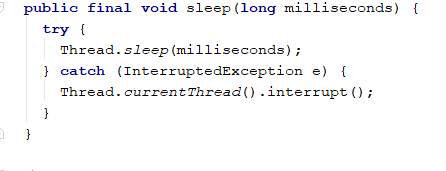 public final void sleep(long milliseconds) {
try {
Thread.sleep(milliseconds);
} catch (InterruptedException e) {
Thread.currentThread().interrupt();
}
}